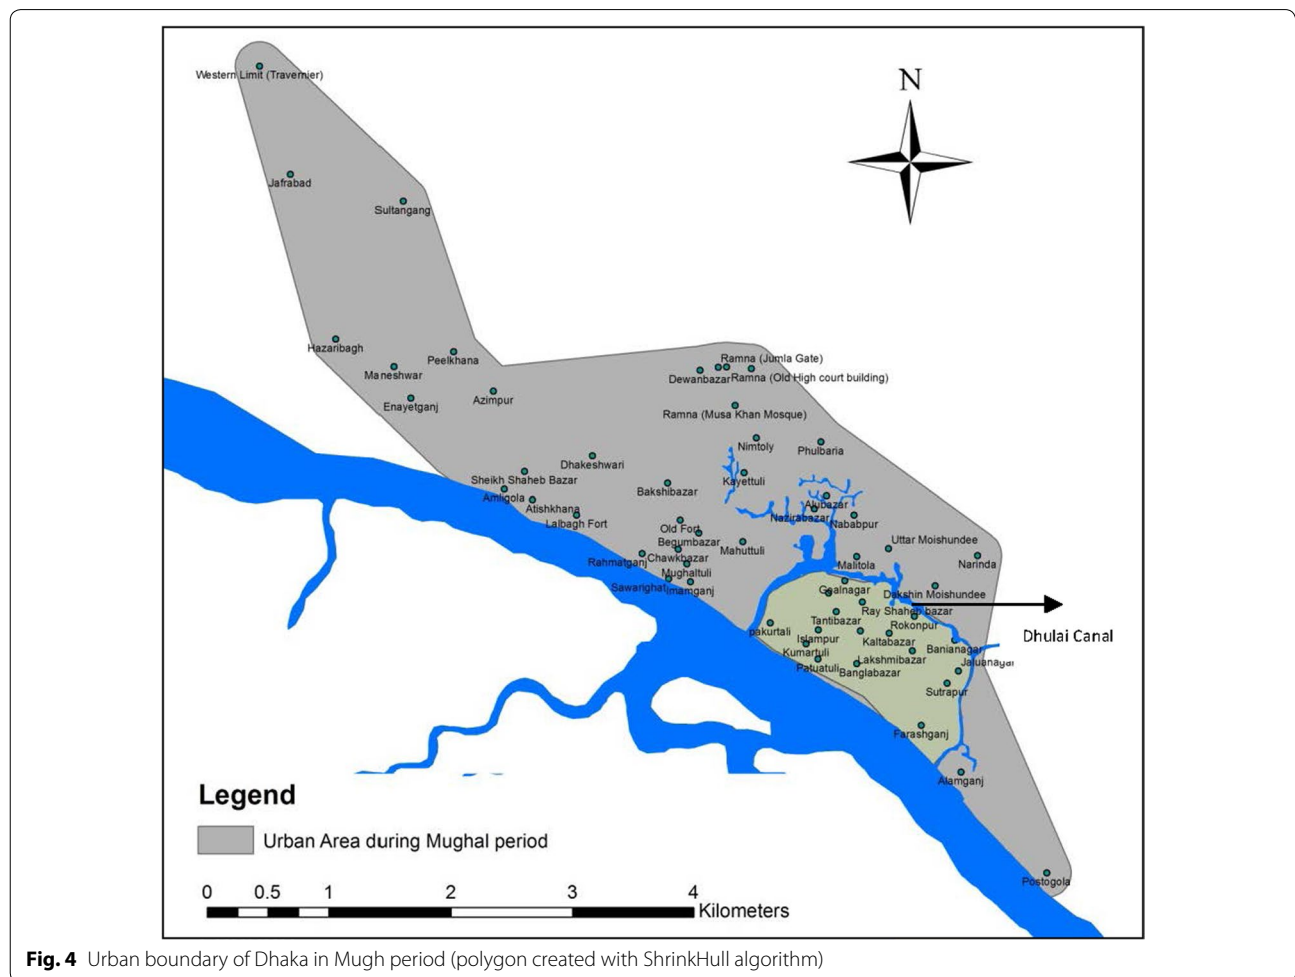 N
Western Limit (Travernier)
Jafrabad
Sultangang
Hazaribagh
Peelkhana
Maneshwar
Enayetganj
Azimpur
Ramna (Jumla Gate)
Dewanbazar
Ramna (Old High court building)
Ramna (Musa Khan Mosque)
Nimtoly
Phulbaria
Dhakeshwari
Sheikh Shaheb Bazar
Kayettuli
Bakshibazar
Amligola
Atishkhana
Lalbagh Fort
Alubazar
Nazirabazar
Nababpur
Old Fort
Begumbazar
Mahuttuli
Uttar Moishundee
Rahmatganj
Chawkbazar
Malitola
Narinda
Mughaltuli
Sawarighat
Imamganj
Goalnagar
Dakshin Moishundee
Ray Shaheb bazar
Tantibazar
Rokonpur
pakurtali
Islampur
Kaltabazar
Dhulai Canal
Kumartuli
Banianagar
Patuatuli
Lakshmibazar
Jaluanagar
Banglabazar
Sutrapur
Farashganj
Alamganj
Postogola
Legend
Urban Area during Mughal period
0 0.5 1 2 3 4
Kilometers
Fig. 4 Urban boundary of Dhaka in Mugh period (polygon created with ShrinkHull algorithm)